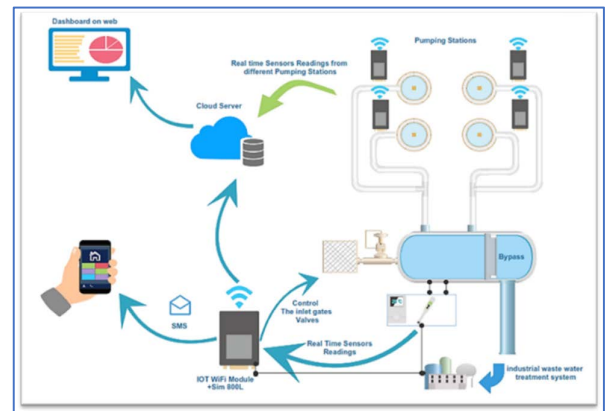 Dashboard on web
Pumping Stations
Real time Sensors Readings from
different Pumping Stations
Cloud Server
Bypass
Control
The inlet gates
Valves
SMS
Real Time Sensors
Readings
IOT WiFi Module
+Sim 800L
industrial waste water
treatment system